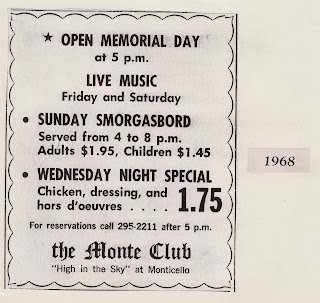 ★ OPEN MEMORIAL DAY
at 5 p.m.
LIVE MUSIC
Friday and Saturday
• SUNDAY SMORGASBORD
Served from 4 to 8 p.m.
Adults $1.95, Children $1.45
• WEDNESDAY NIGHT SPECIAL
Chicken, dressing, and
hors d'oeuvres . . . . 1.75
For reservations call 295-2211 after 5 p.m.
the Monte Club
"High in the Sky" at Monticello
1968